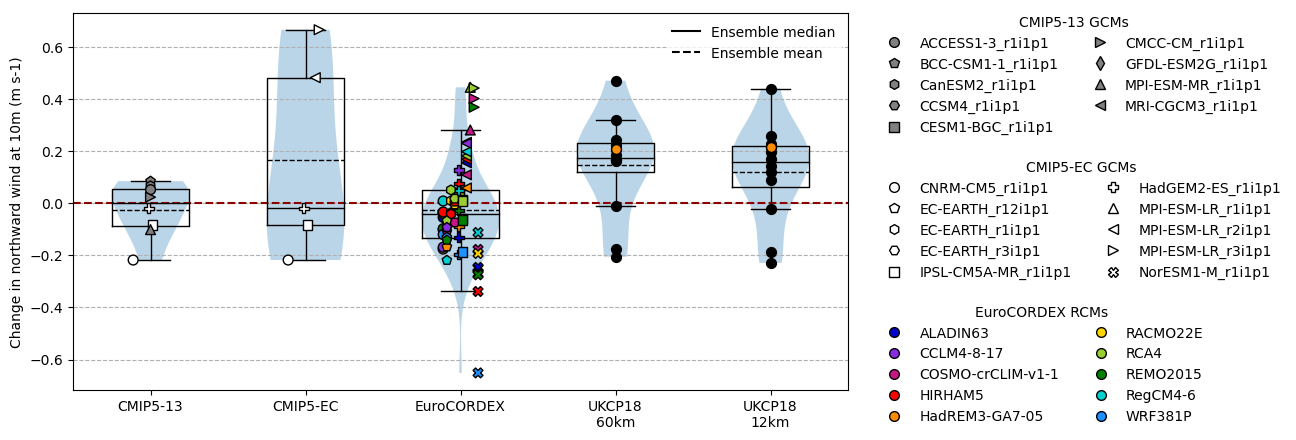 Change in northward wind at 10m (m s-1)
0.6
0.4
0.2
0.0
−0.2
−0.4
−0.6
Ensemble median
Ensemble mean
CMIP5-13
CMIP5-EC
EuroCORDEX
UKCP18
60km
UKCP18
12km
CMIP5-13 GCMs
ACCESS1-3_r1i1p1
BCC-CSM1-1_r1i1p1
CanESM2_r1i1p1
CCSM4_r1i1p1
CESM1-BGC_r1i1p1
CMCC-CM_r1i1p1
GFDL-ESM2G_r1i1p1
MPI-ESM-MR_r1i1p1
MRI-CGCM3_r1i1p1
CMIP5-EC GCMs
CNRM-CM5_r1i1p1
EC-EARTH_r12i1p1
EC-EARTH_r1i1p1
EC-EARTH_r3i1p1
IPSL-CM5A-MR_r1i1p1
HadGEM2-ES_r1i1p1
MPI-ESM-LR_r1i1p1
MPI-ESM-LR_r2i1p1
MPI-ESM-LR_r3i1p1
NorESM1-M_r1i1p1
EuroCORDEX RCMs
ALADIN63
CCLM4-8-17
COSMO-crCLIM-v1-1
HIRHAM5
HadREM3-GA7-05
RACMO22E
RCA4
REMO2015
RegCM4-6
WRF381P